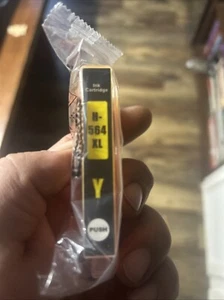 Ink
Cartridge
H-
564
XL
Y
PUSH